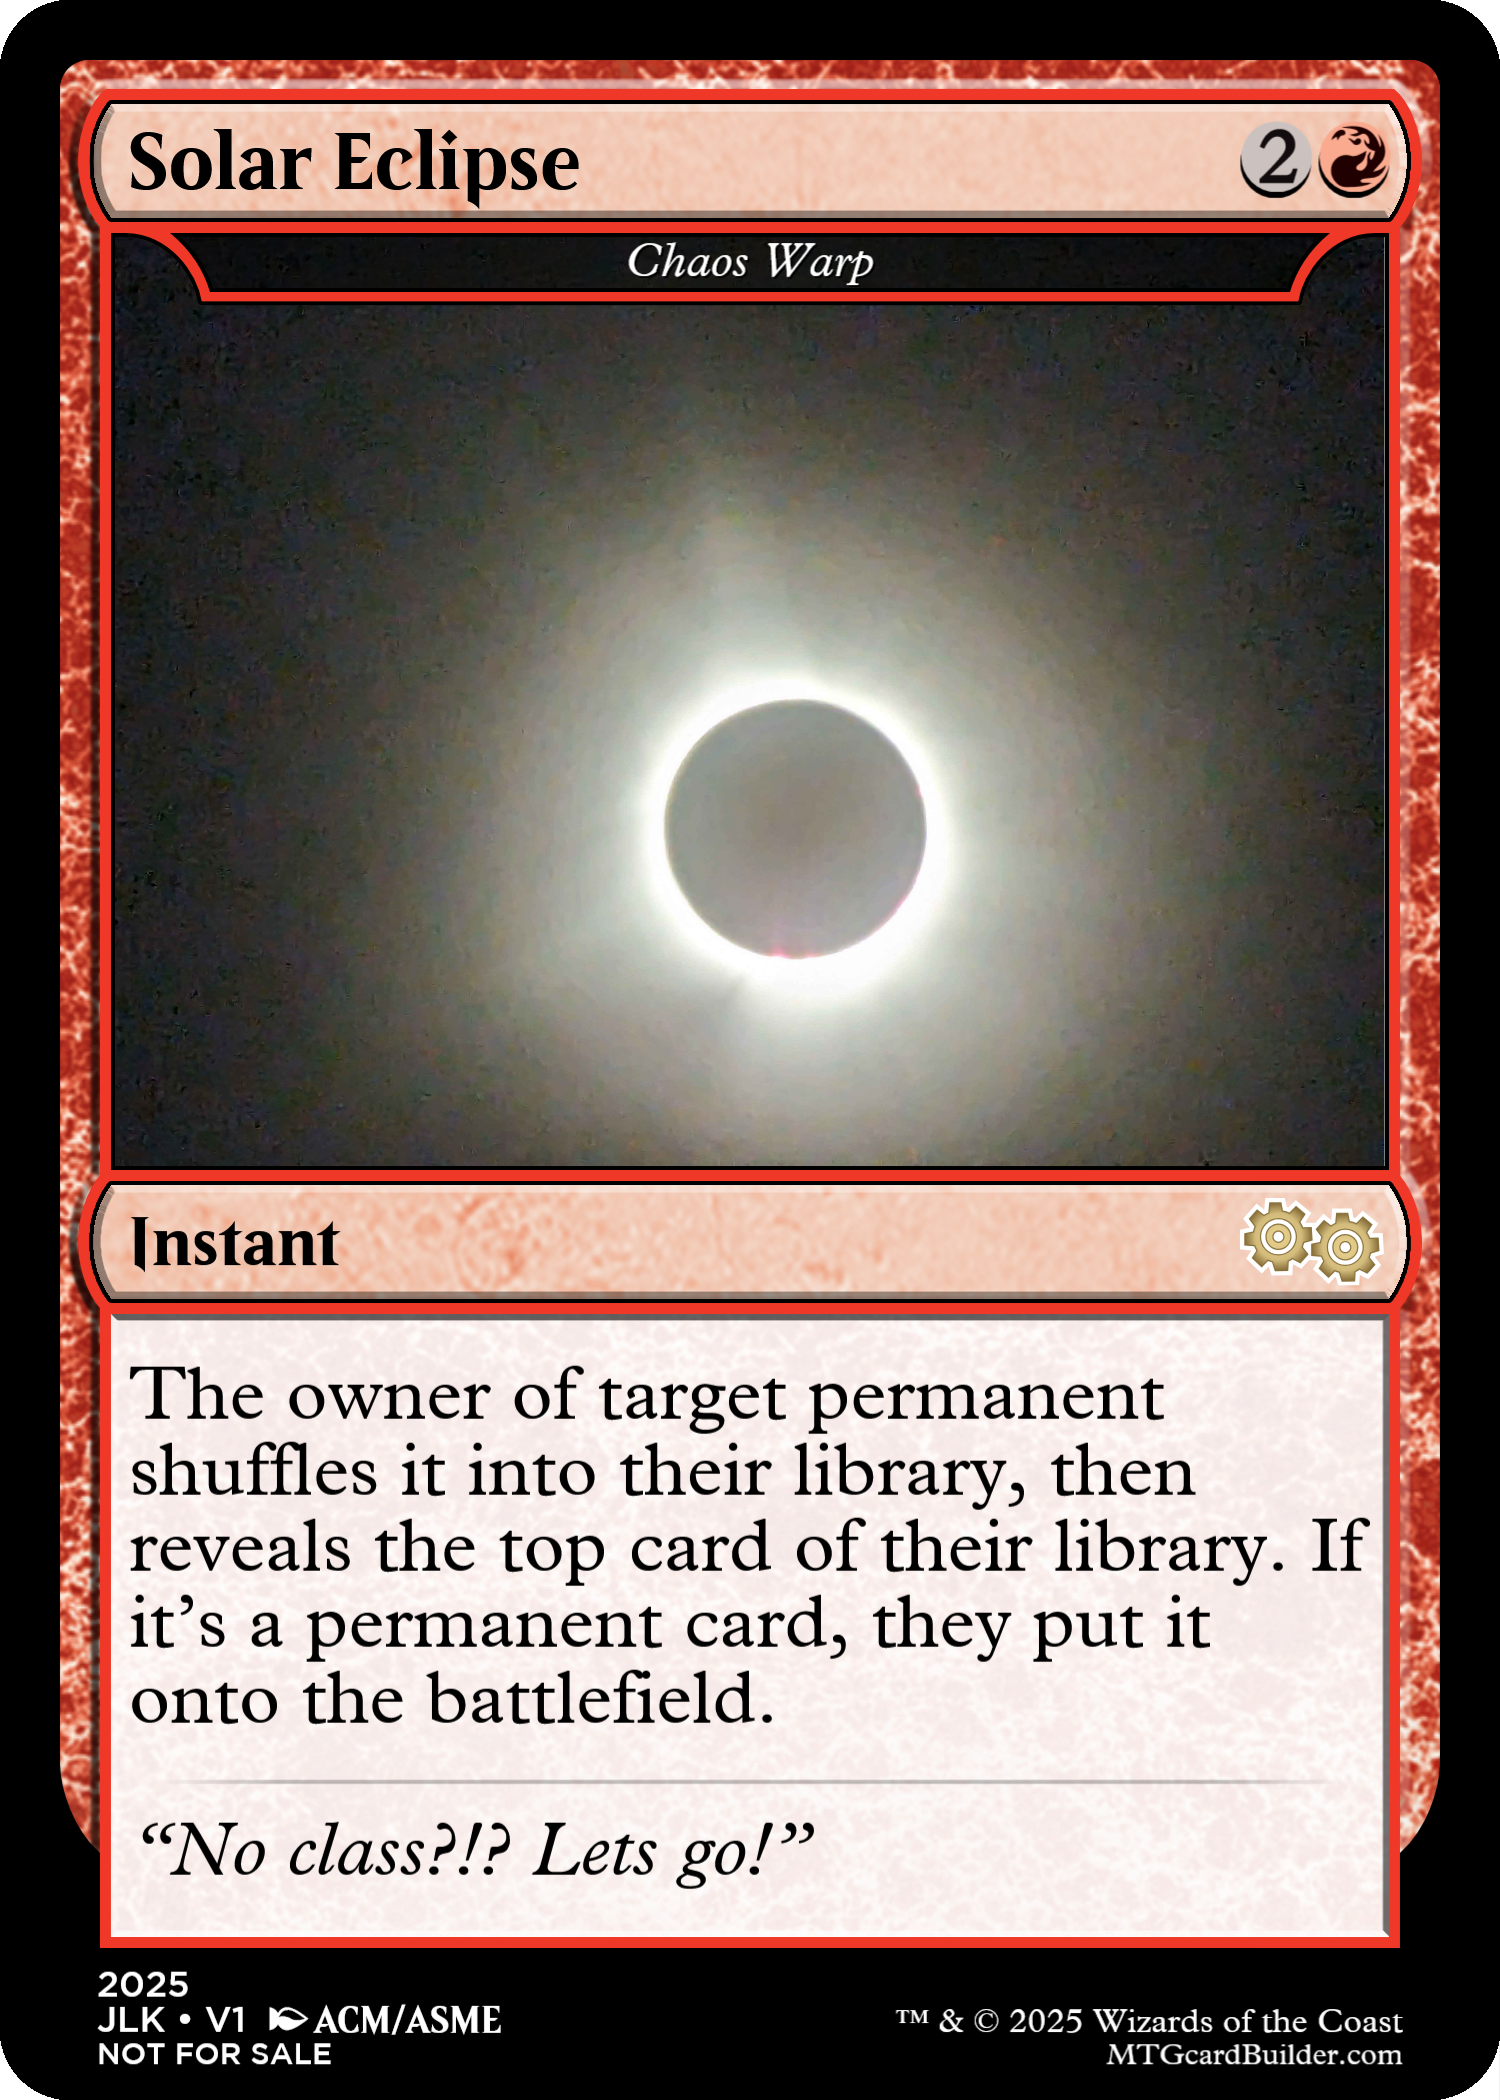 Solar Eclipse 2
Chaos Warp
Instant
The owner of target permanent
shuffles it into their library, then
reveals the top card of their library. If
it’s a permanent card, they put it
onto the battlefield.
“No class?!? Lets go!”
2025
JLK • V1 ACM/ASME
NOT FOR SALE
™ & © 2025 Wizards of the Coast
MTGcardBuilder.com